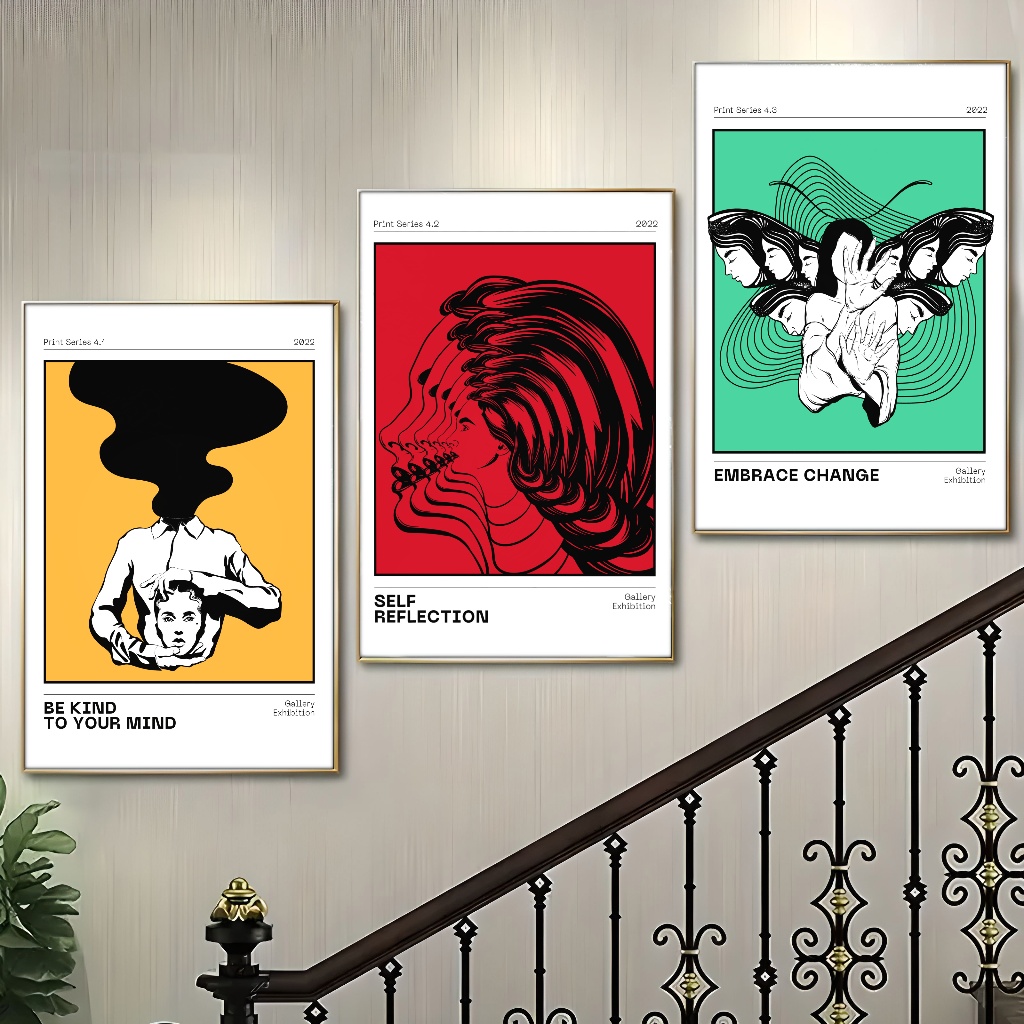 Print Series 4.1
2022
BE KIND
TO YOUR MIND
Gallery
Exhibition
Print Series 4.2
2022
SELF
REFLECTION
Gallery
Exhibition
Print Series 4.3
2022
EMBRACE CHANGE
Gallery
Exhibition